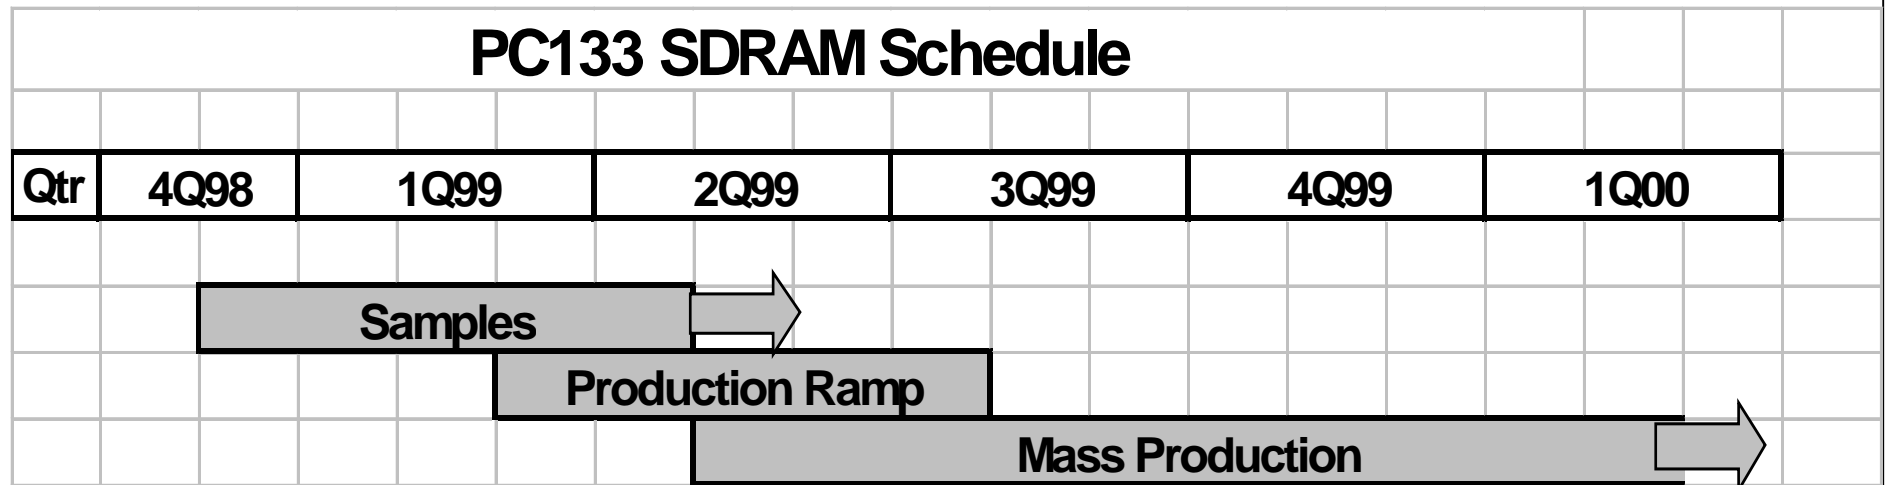 PC133 SDRAM Schedule
Qtr 4Q98 1Q99 2Q99 3Q99 4Q99 1Q00
Samples
Production Ramp
Mass Production